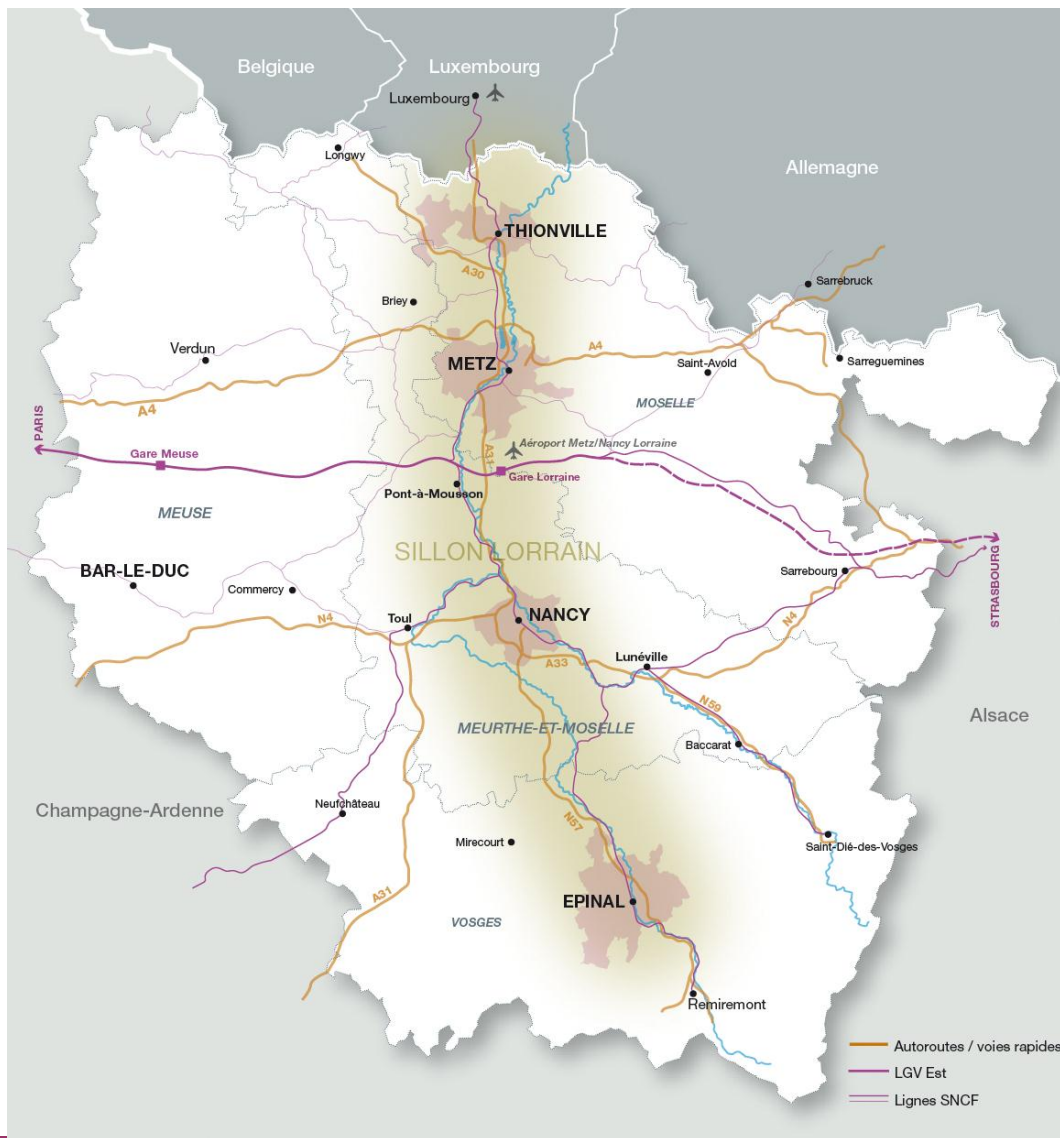 Belgique
Luxembourg
Luxembourg
Longwy
Allemagne
THIONVILLE
A30
Sarrebruck
Briey
Verdun
METZ
A4
Saint-Avold
Sarreguemines
A4
MOSELLE
PARIS
Gare Meuse
Aéroport Metz/Nancy Lorraine
A31
Gare Lorraine
Pont-à-Mousson
MEUSE
SILLON LORRAIN
BAR-LE-DUC
Commercy
Sarrebourg
STRASBOURG
N4
Toul
NANCY
N4
A33
Lunéville
N59
Alsace
MEURTHE-ET-MOSELLE
Baccarat
Champagne-Ardenne
Neufchâteau
N57
Mirecourt
Saint-Dié-des-Vosges
A31
EPINAL
VOSGES
Remiremont
Autoroutes / voies rapides
LGV Est
Lignes SNCF